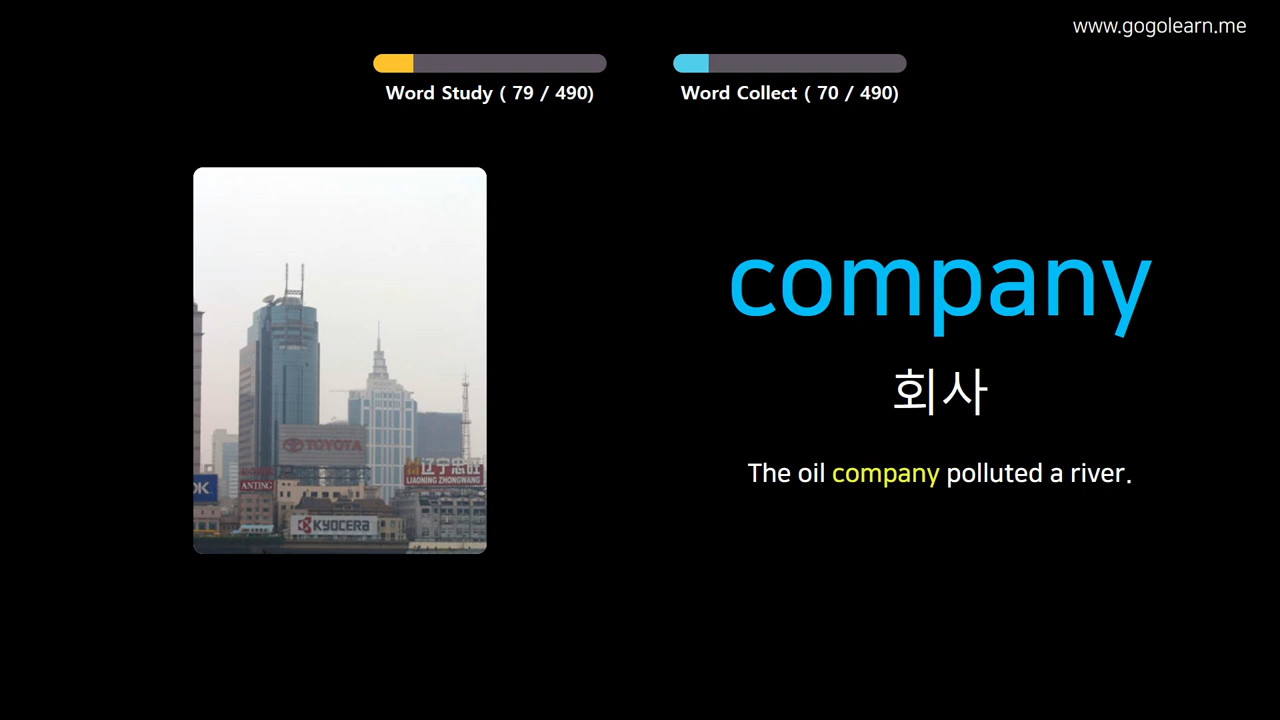 www.gogolearn.me
Word Study ( 79 / 490)
Word Collect ( 70 / 490)
company
회사
The oil company polluted a river.
TOYOTA
辽宁忠旺
LIAONING ZHONGWANG
OK
ANTING
KYOCERA